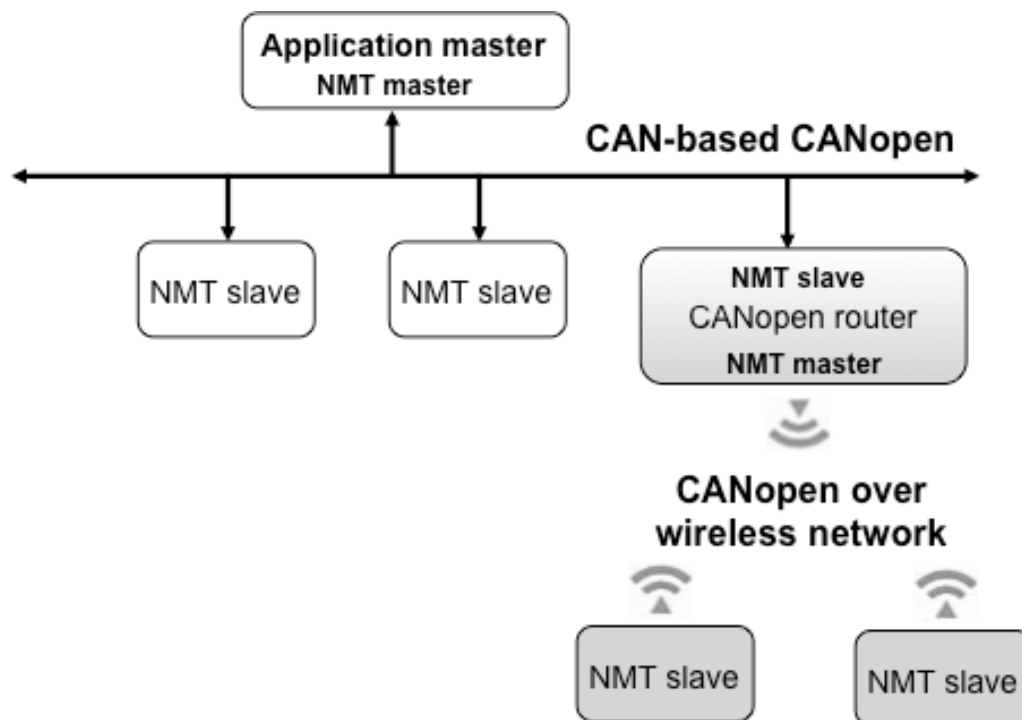 Application master
NMT master
CAN-based CANopen
NMT slave
NMT slave
NMT slave
CANopen router
NMT master
CANopen over
wireless network
NMT slave
NMT slave